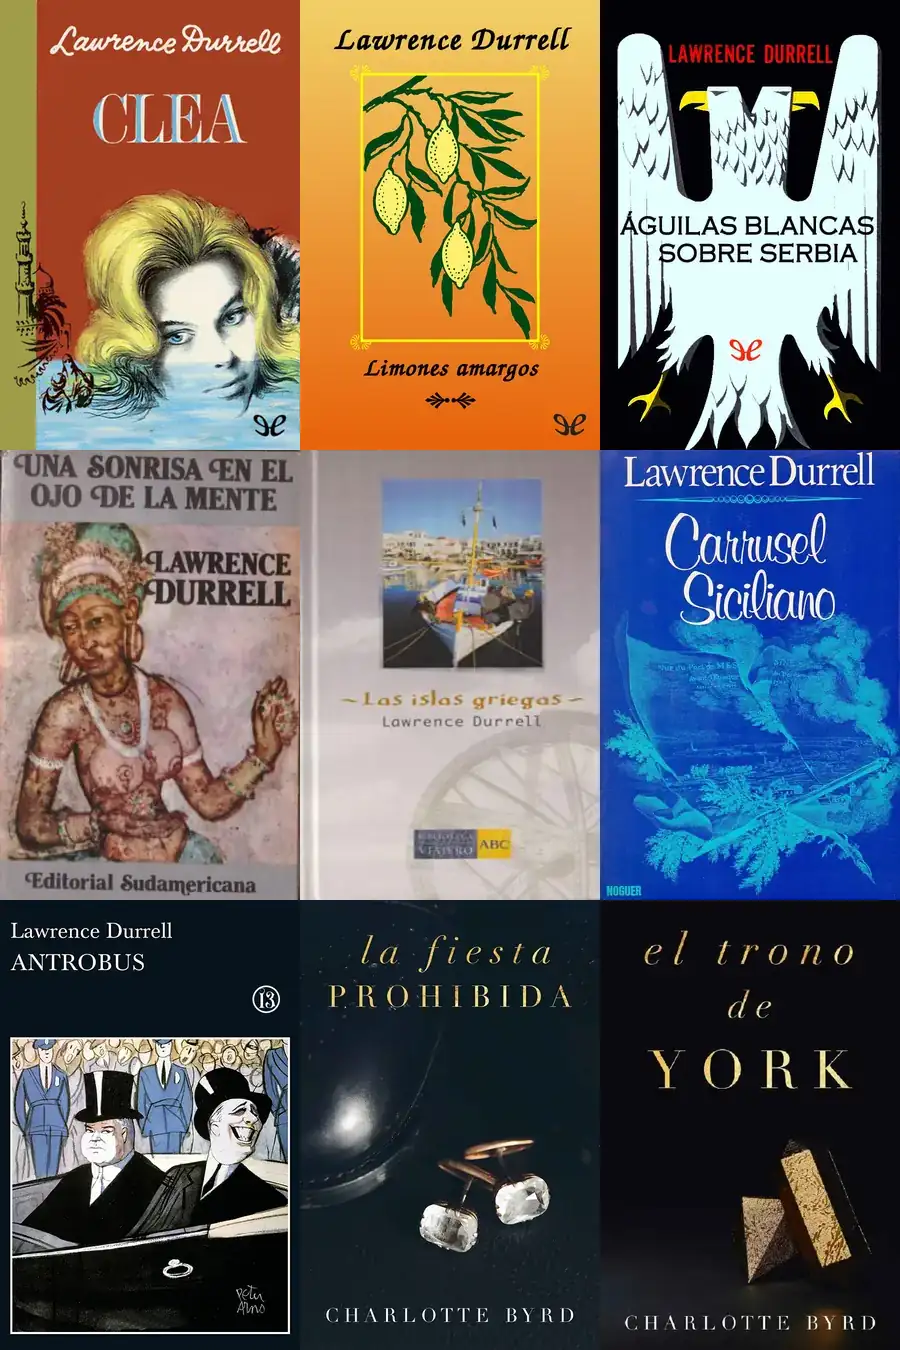 Lawrence Durrell
CLEA
Lawrence Durrell
Limones amargos
LAWRENCE DURRELL
ÁGUILAS BLANCAS
SOBRE SERBIA
UNA SONRISA EN EL
OJO DE LA MENTE
LAWRENCE
DURRELL
Editorial Sudamericana
~Las islas griegas~
Lawrence Durrell
ABC
Lawrence Durrell
Carrusel
Siciliano
NOGUER
Lawrence Durrell
ANTROBUS
13
Peter
Arno
la fiesta
PROHIBIDA
CHARLOTTE BYRD
el trono
de
YORK
CHARLOTTE BYRD